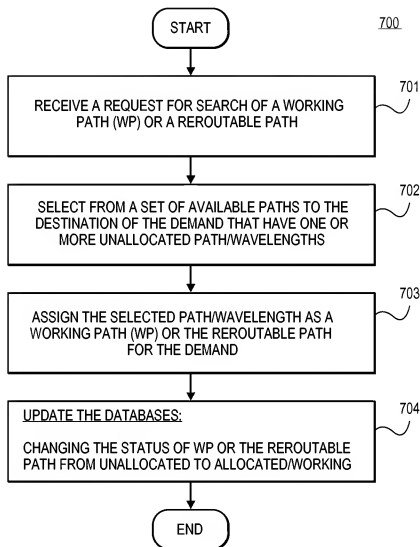 START
700
RECEIVE A REQUEST FOR SEARCH OF A WORKING
PATH (WP) OR A REROUTABLE PATH
701
SELECT FROM A SET OF AVAILABLE PATHS TO THE
DESTINATION OF THE DEMAND THAT HAVE ONE OR
MORE UNALLOCATED PATH/WAVELENGTHS
702
ASSIGN THE SELECTED PATH/WAVELENGTH AS A
WORKING PATH (WP) OR THE REROUTABLE PATH
FOR THE DEMAND
703
UPDATE THE DATABASES:
CHANGING THE STATUS OF WP OR THE REROUTABLE
PATH FROM UNALLOCATED TO ALLOCATED/WORKING
704
END